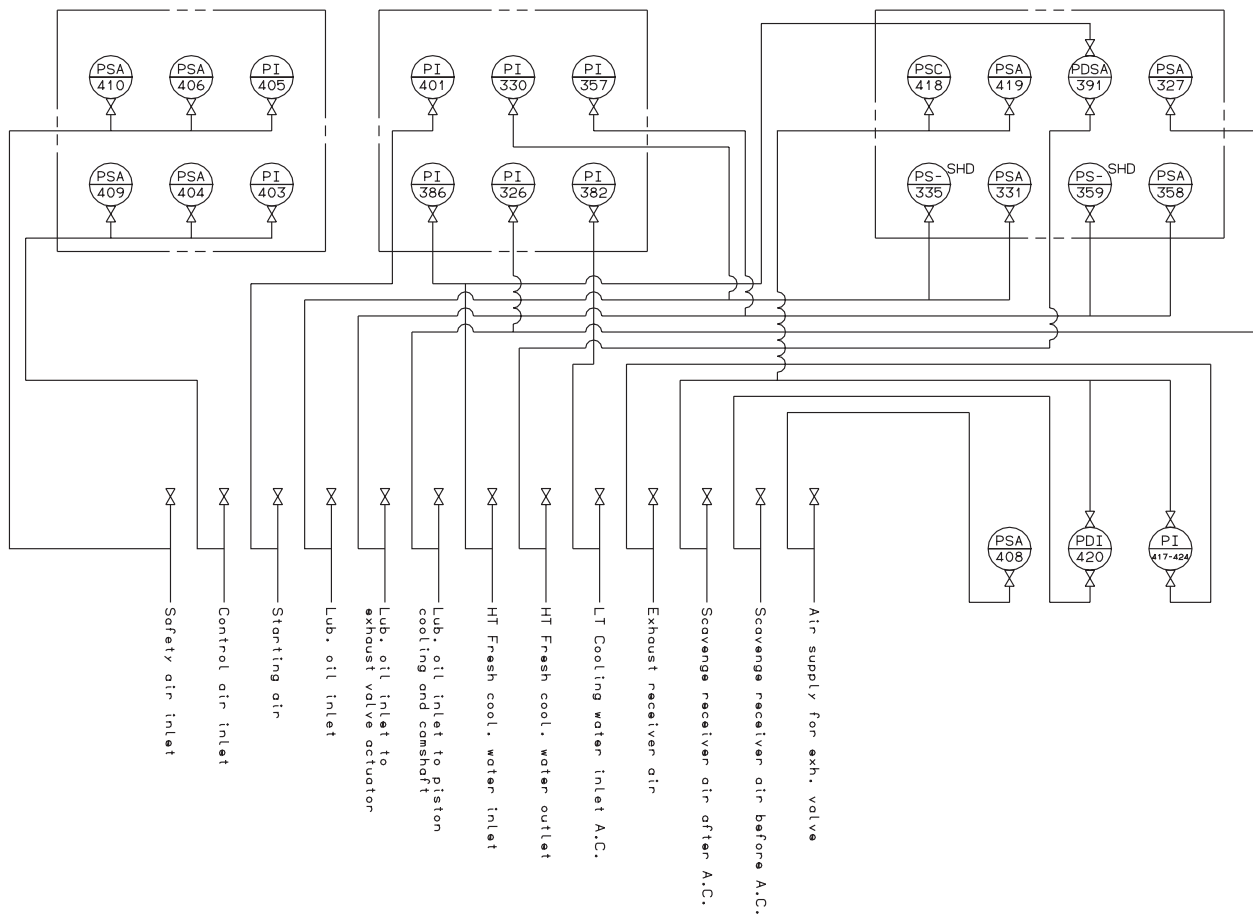 PSA
410
PSA
406
PI
405
PI
401
PI
330
PI
357
PSC
418
PSA
419
PDSA
391
PSA
327
PSA
409
PSA
404
PI
403
PI
386
PI
326
PI
382
PS-
335
SHD
PSA
331
PS-
359
SHD
PSA
358
PSA
408
PDI
420
PI
417-424
Safety air inlet
Control air inlet
Starting air
Lub. oil inlet
Lub. oil inlet to
exhaust valve actuator
Lub. oil inlet to piston
cooling and camshaft
HT Fresh cool. water inlet
HT Fresh cool. water outlet
LT Cooling water inlet A.C.
Exhaust receiver air
Scavenge receiver air after A.C.
Scavenge receiver air before A.C.
Air supply for exh. valve